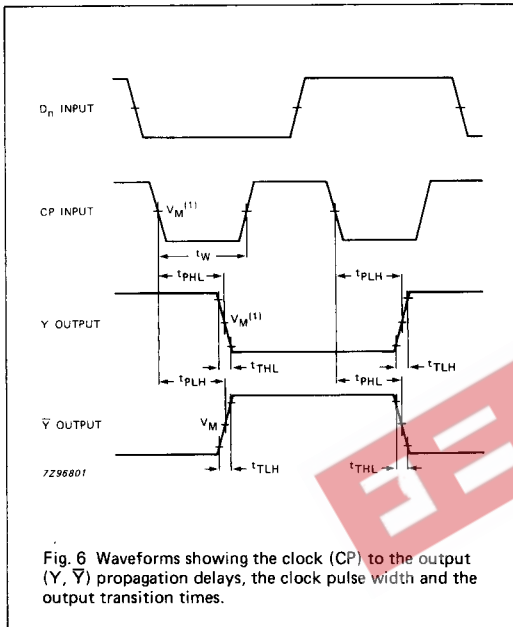 Dn INPUT
CP INPUT
VM(1)
tW
tPHL
tPLH
Y OUTPUT
VM(1)
tTHL
tTLH
tPLH
tPHL
Y̅ OUTPUT
VM
tTLH
tTHL
7Z96801
Fig. 6 Waveforms showing the clock (CP) to the output
(Y, Y̅) propagation delays, the clock pulse width and the
output transition times.